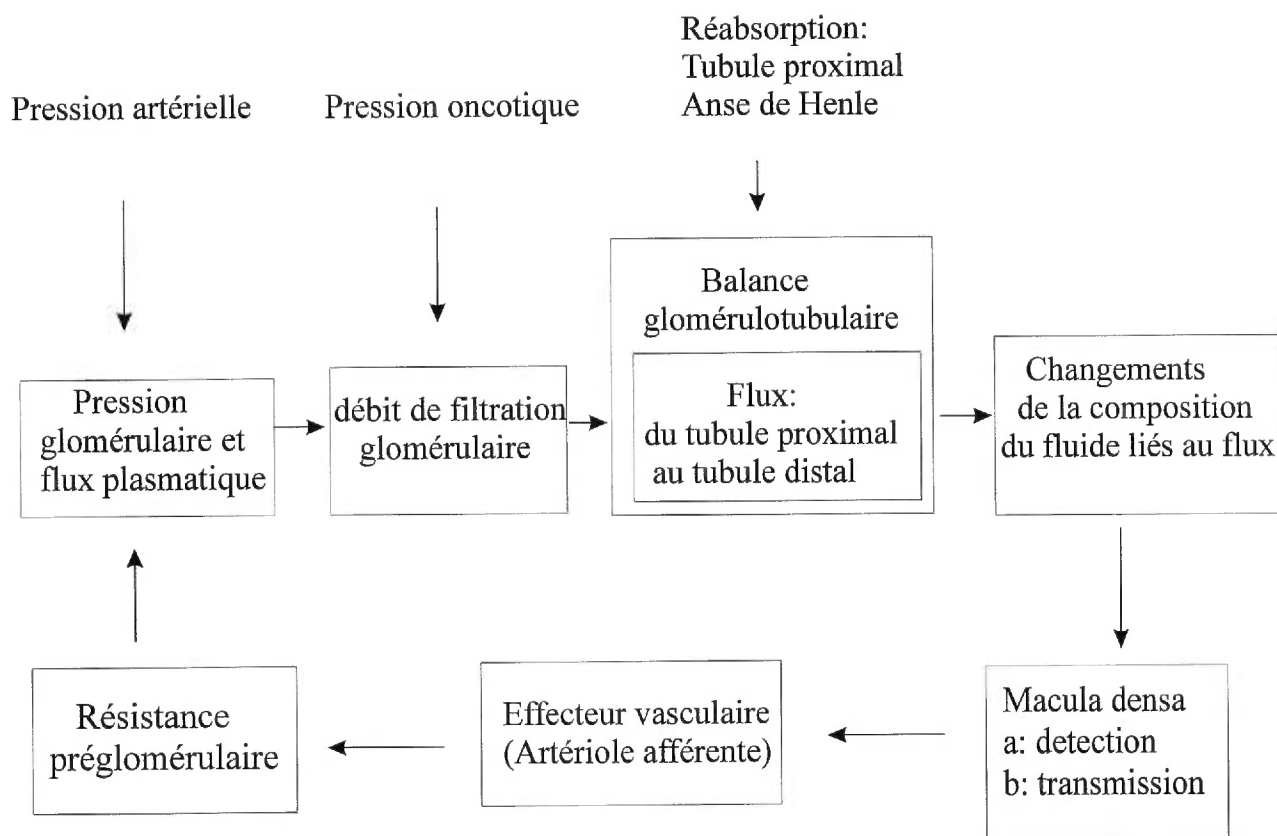 Réabsorption:
Tubule proximal
Anse de Henle
Pression artérielle
Pression oncotique
Balance
glomérulotubulaire
Flux:
du tubule proximal
au tubule distal
Pression
glomérulaire et
flux plasmatique
débit de filtration
glomérulaire
Changements
de la composition
du fluide liés au flux
Macula densa
a: detection
b: transmission
Effecteur vasculaire
(Artériole afférente)
Résistance
préglomérulaire